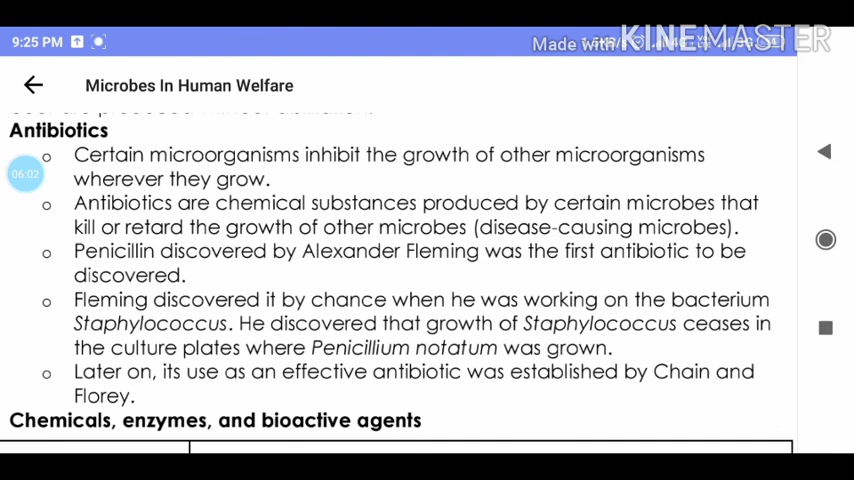 9:25 PM
Made with KINEMASTER
Microbes In Human Welfare
Antibiotics
o Certain microorganisms inhibit the growth of other microorganisms
wherever they grow.
06:02
o Antibiotics are chemical substances produced by certain microbes that
kill or retard the growth of other microbes (disease-causing microbes).
o Penicillin discovered by Alexander Fleming was the first antibiotic to be
discovered.
o Fleming discovered it by chance when he was working on the bacterium
Staphylococcus. He discovered that growth of Staphylococcus ceases in
the culture plates where Penicillium notatum was grown.
o Later on, its use as an effective antibiotic was established by Chain and
Florey.
Chemicals, enzymes, and bioactive agents